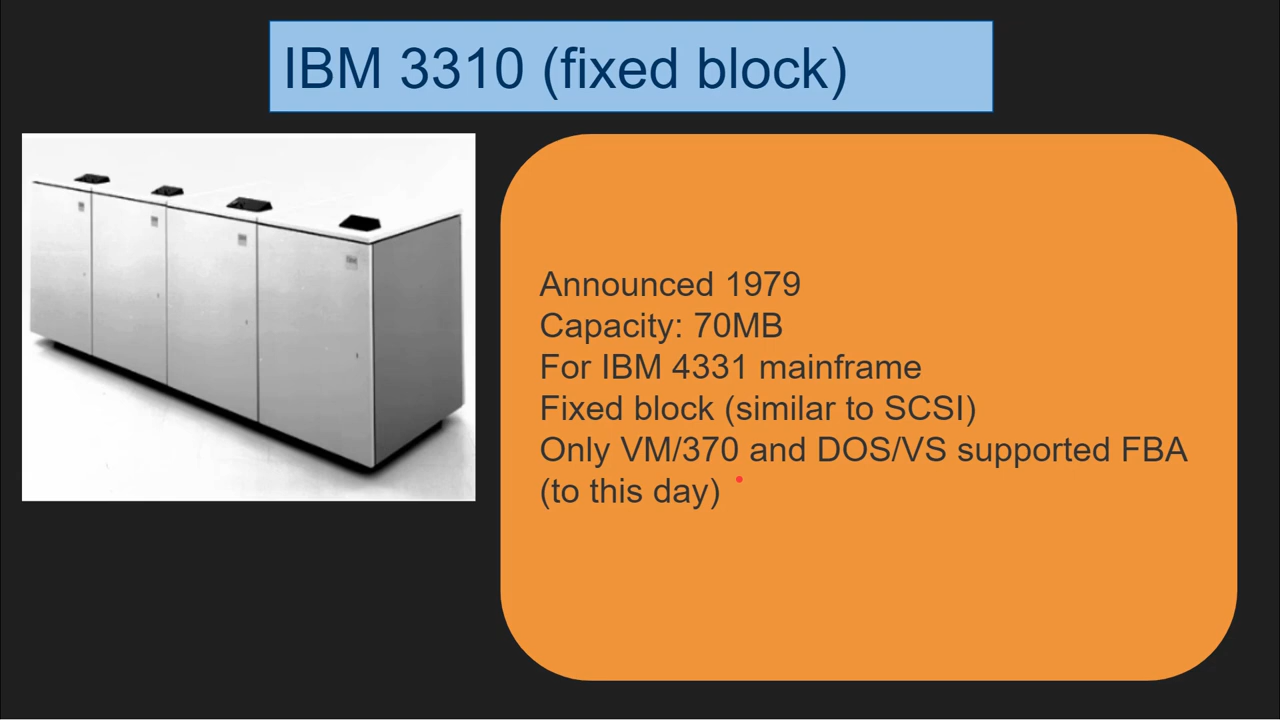 IBM 3310 (fixed block)
Announced 1979
Capacity: 70MB
For IBM 4331 mainframe
Fixed block (similar to SCSI)
Only VM/370 and DOS/VS supported FBA
(to this day)